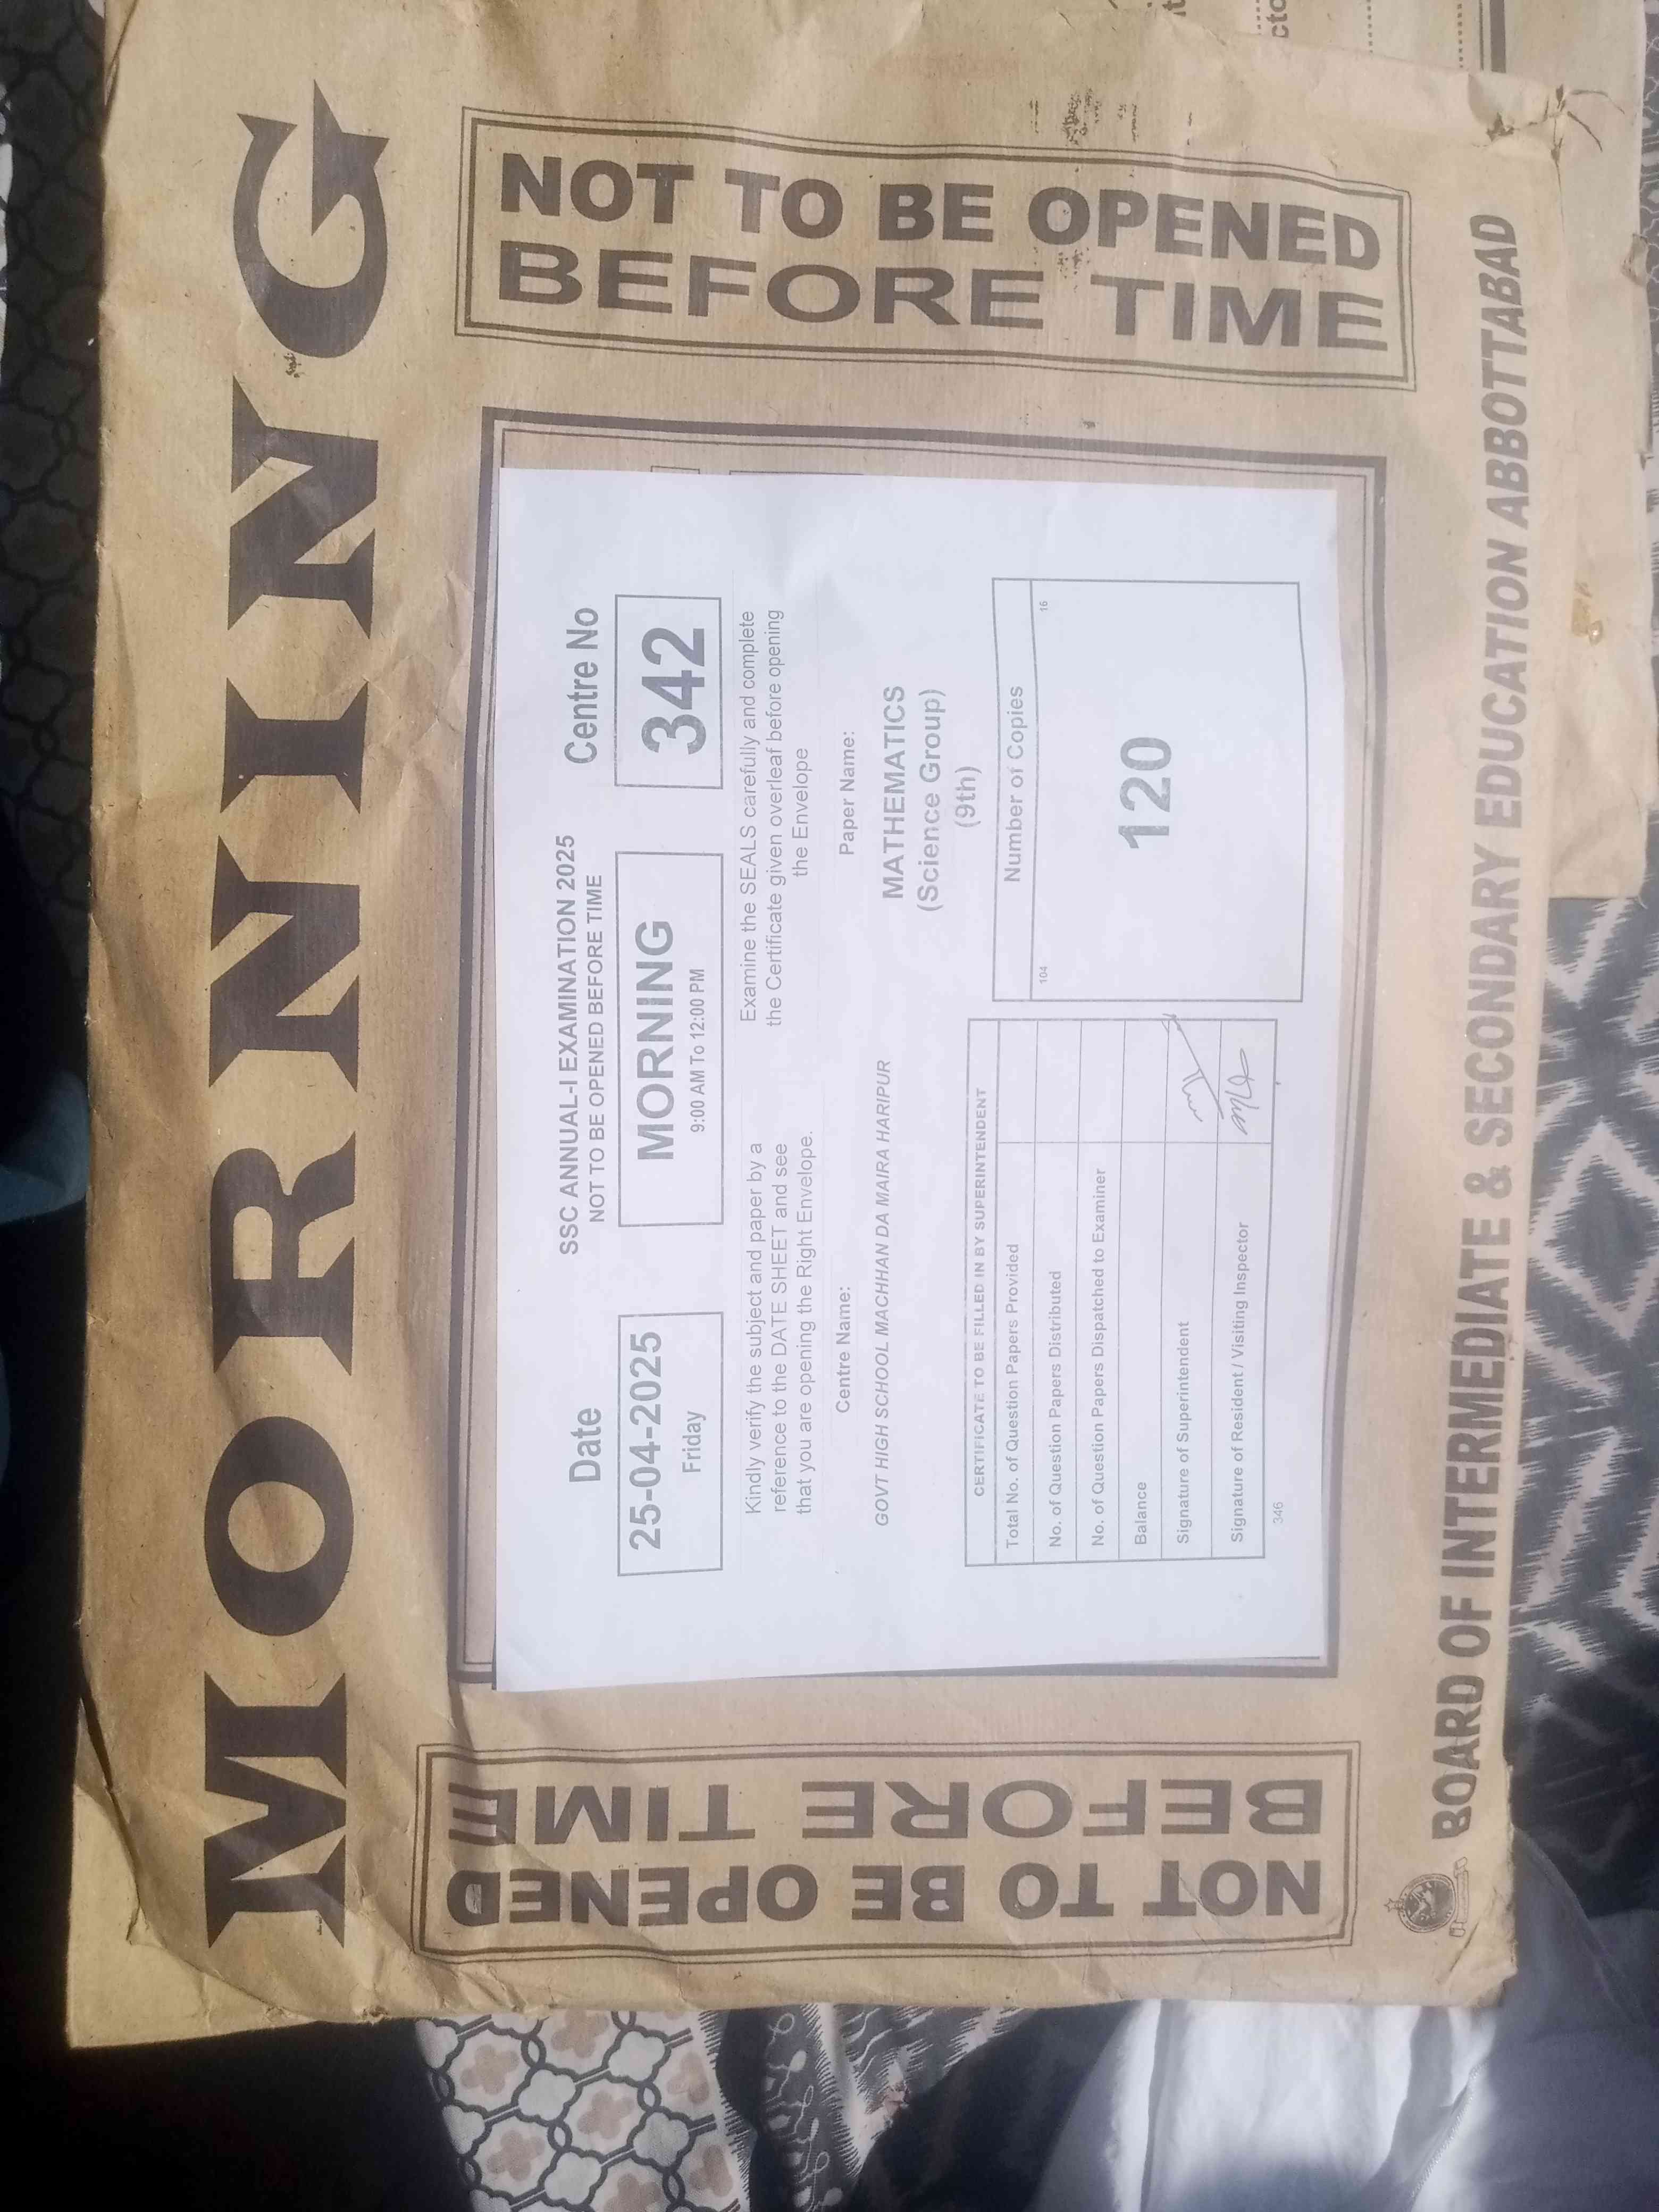 MORNING
NOT TO BE OPENED
BEFORE TIME
NOT TO BE OPENED
BEFORE TIME
Date
SSC ANNUAL-I EXAMINATION 2025
NOT TO BE OPENED BEFORE TIME
Centre No
25-04-2025
Friday
MORNING
9:00 AM To 12:00 PM
342
Kindly verify the subject and paper by a
reference to the DATE SHEET and see
that you are opening the Right Envelope.
Examine the SEALS carefully and complete
the Certificate given overleaf before opening
the Envelope
Centre Name:
GOVT HIGH SCHOOL MACHHAN DA MAIRA HARIPUR
Paper Name:
MATHEMATICS
(Science Group)
(9th)
CERTIFICATE TO BE FILLED IN BY SUPERINTENDENT
Total No. of Question Papers Provided
No. of Question Papers Distributed
No. of Question Papers Dispatched to Examiner
Balance
Signature of Superintendent
Signature of Resident / Visiting Inspector
346
Number of Copies
104
16
120
BOARD OF INTERMEDIATE & SECONDARY EDUCATION ABBOTTABAD